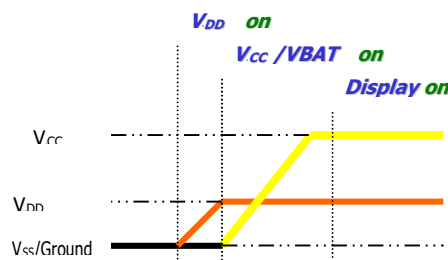 VDD on
VCC /VBAT on
Display on
VCC
VDD
VSS/Ground